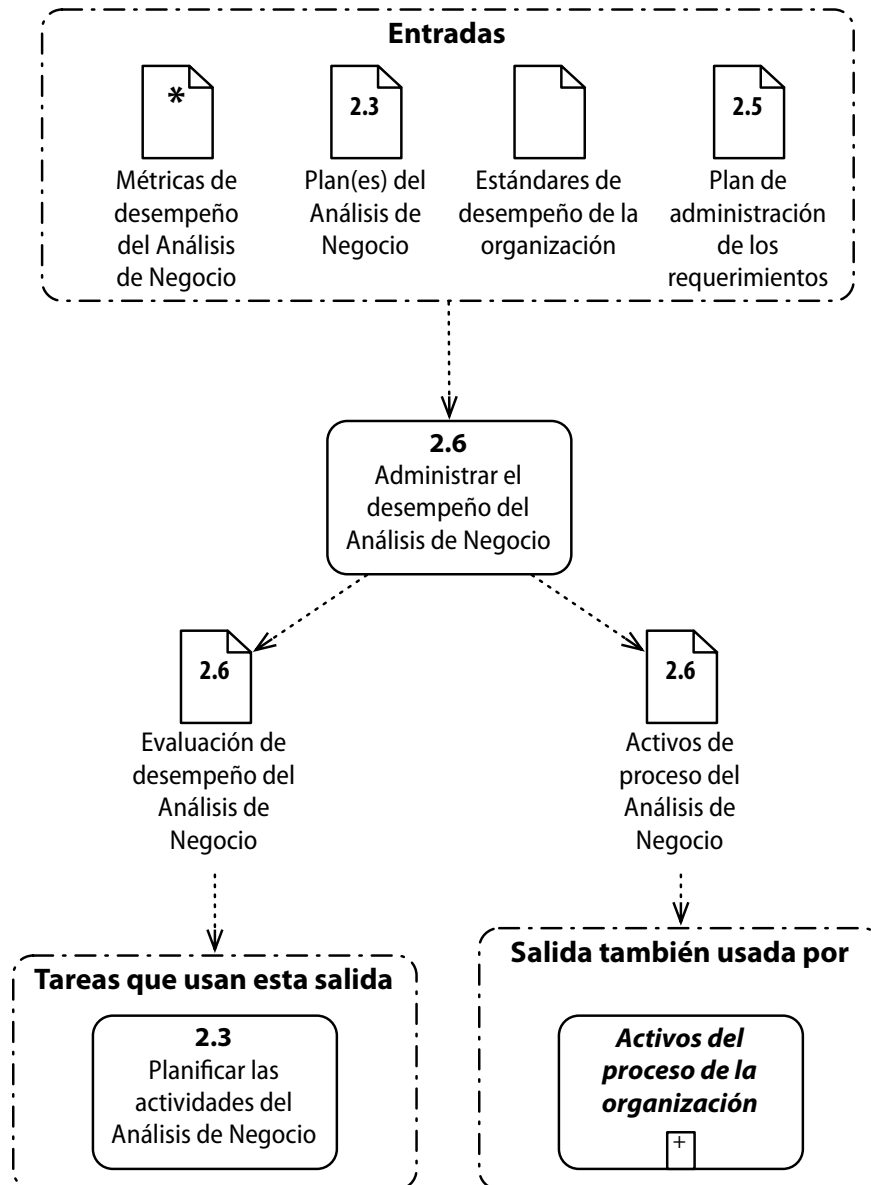 Entradas
*
Métricas de
desempeño
del Análisis
de Negocio
2.3
Plan(es) del
Análisis de
Negocio
Estándares de
desempeño de la
organización
2.5
Plan de
administración
de los
requerimientos
2.6
Administrar el
desempeño del
Análisis de Negocio
2.6
Evaluación de
desempeño del
Análisis de
Negocio
2.6
Activos de
proceso del
Análisis de
Negocio
Tareas que usan esta salida
2.3
Planificar las
actividades del
Análisis de Negocio
Salida también usada por
Activos del
proceso de la
organización
+